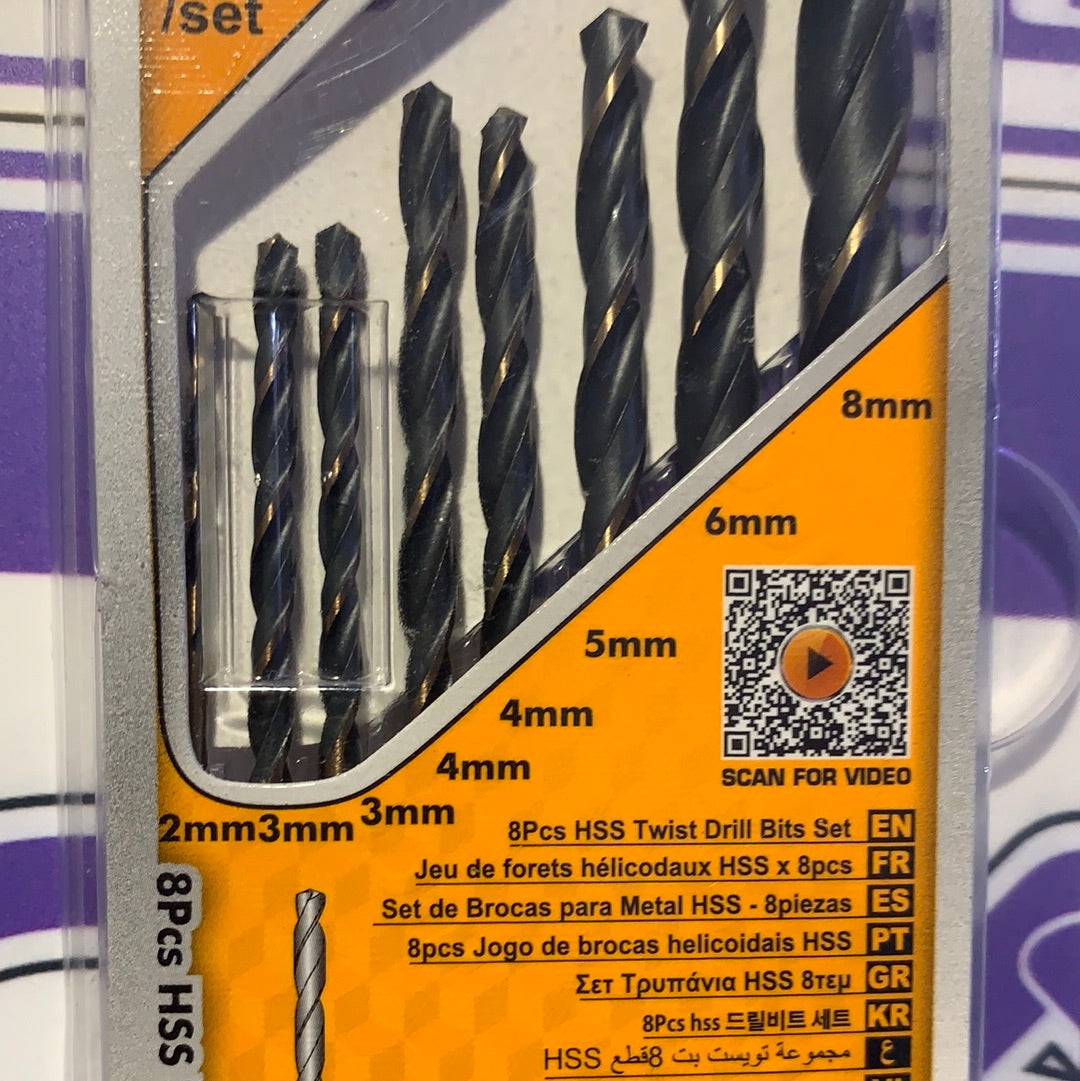 /set
8mm
6mm
5mm
4mm
4mm
3mm
2mm3mm
SCAN FOR VIDEO
8Pcs HSS Twist Drill Bits Set EN
Jeu de forets hélicodaux HSS x 8pcs FR
Set de Brocas para Metal HSS - 8piezas ES
8pcs Jogo de brocas helicoidais HSS PT
Σετ Τρυπάνια HSS 8τεμ GR
8Pcs hss 드릴비트 세트 KR
مجموعة تويست بت 8قطع HSS ع
8Pcs HSS